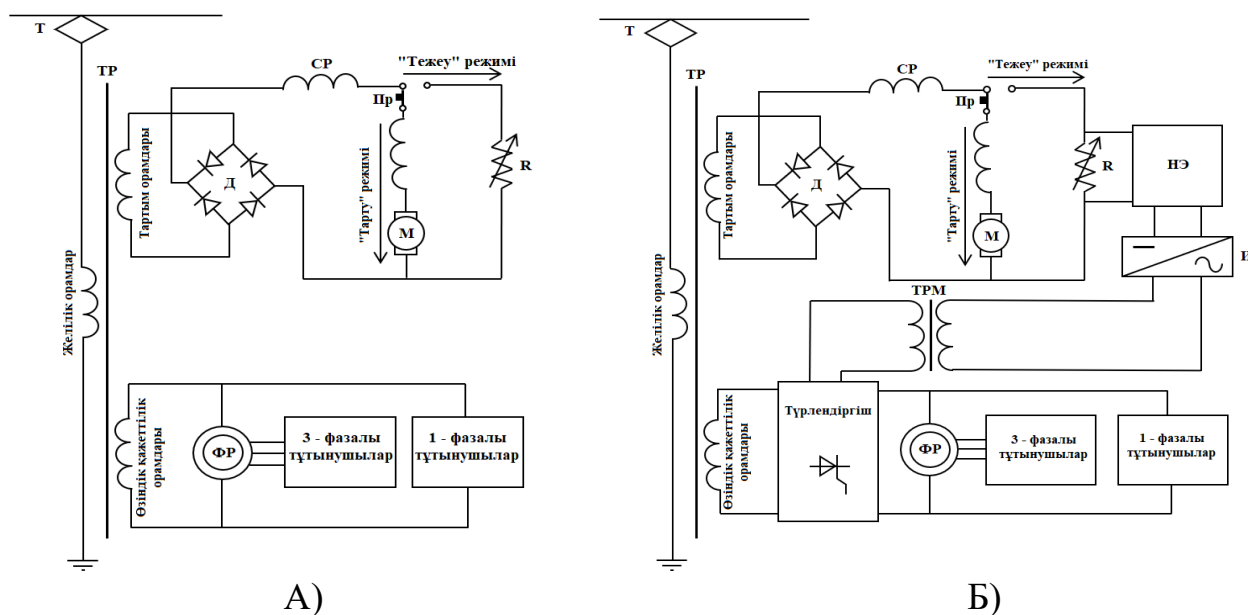 Т
ТР
СР
"Тежеу" режимі
Пр
Тартым орамдары
Д
"Тарту" режимі
М
R
Желілік орамдар
Өзіндік қажеттілік
орамдары
ФР
3 - фазалы
тұтынушылар
1 - фазалы
тұтынушылар
А)
Т
ТР
СР
"Тежеу" режимі
Пр
Тартым орамдары
Д
"Тарту" режимі
М
R
НЭ
И
ТРМ
Желілік орамдар
Өзіндік қажеттілік
орамдары
Түрлендіргіш
ФР
3 - фазалы
тұтынушылар
1 - фазалы
тұтынушылар
Б)